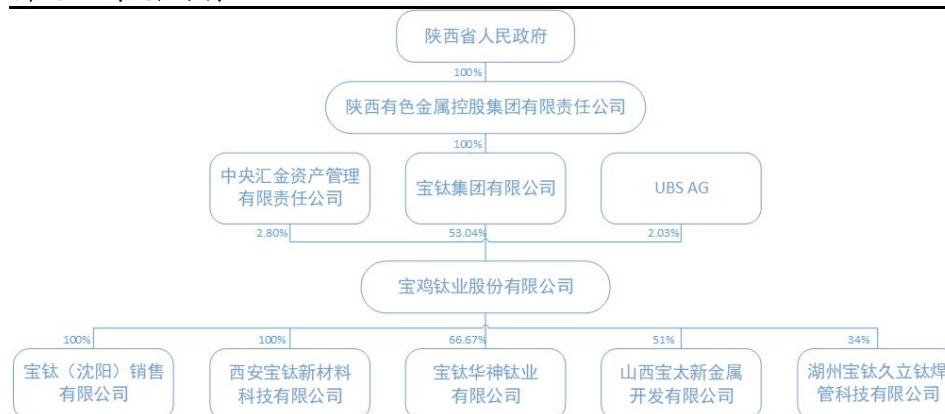 陕西省人民政府
100%
陕西有色金属控股集团有限责任公司
100%
中央汇金资产管理
有限责任公司
宝钛集团有限公司
UBS AG
2.80%
53.04%
2.03%
宝鸡钛业股份有限公司
100%
100%
66.67%
51%
34%
宝钛（沈阳）销售
有限公司
西安宝钛新材料
科技有限公司
宝钛华神钛业
有限公司
山西宝太新金属
开发有限公司
湖州宝钛久立钛焊
管科技有限公司